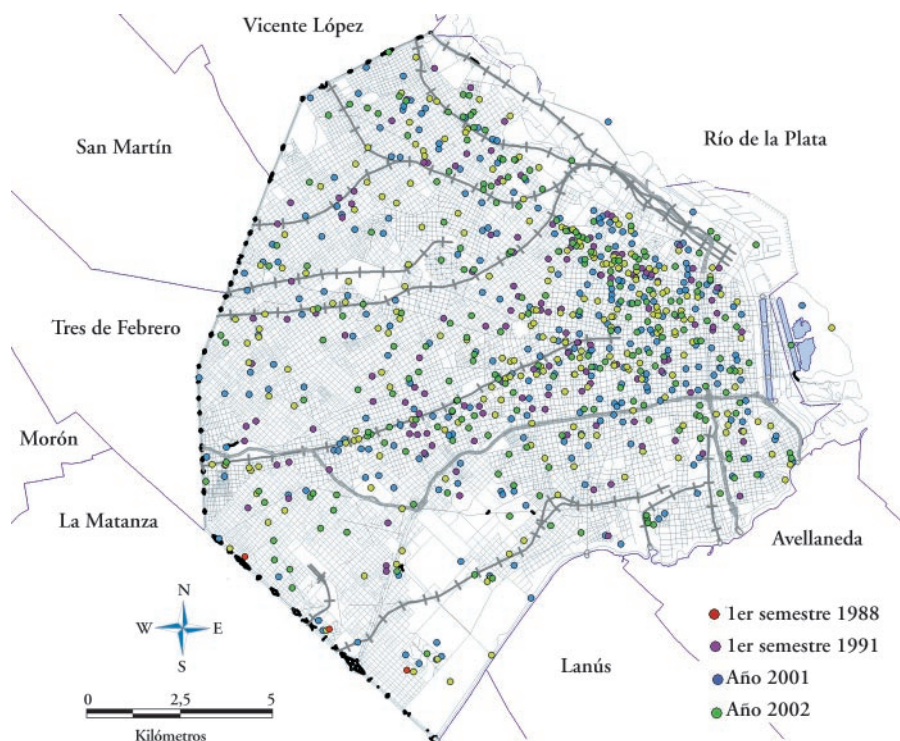 Vicente López
San Martín
Río de la Plata
Tres de Febrero
Morón
La Matanza
Avellaneda
N
W E
S
Lanús
1er semestre 1988
1er semestre 1991
Año 2001
Año 2002
0 2,5 5
Kilómetros